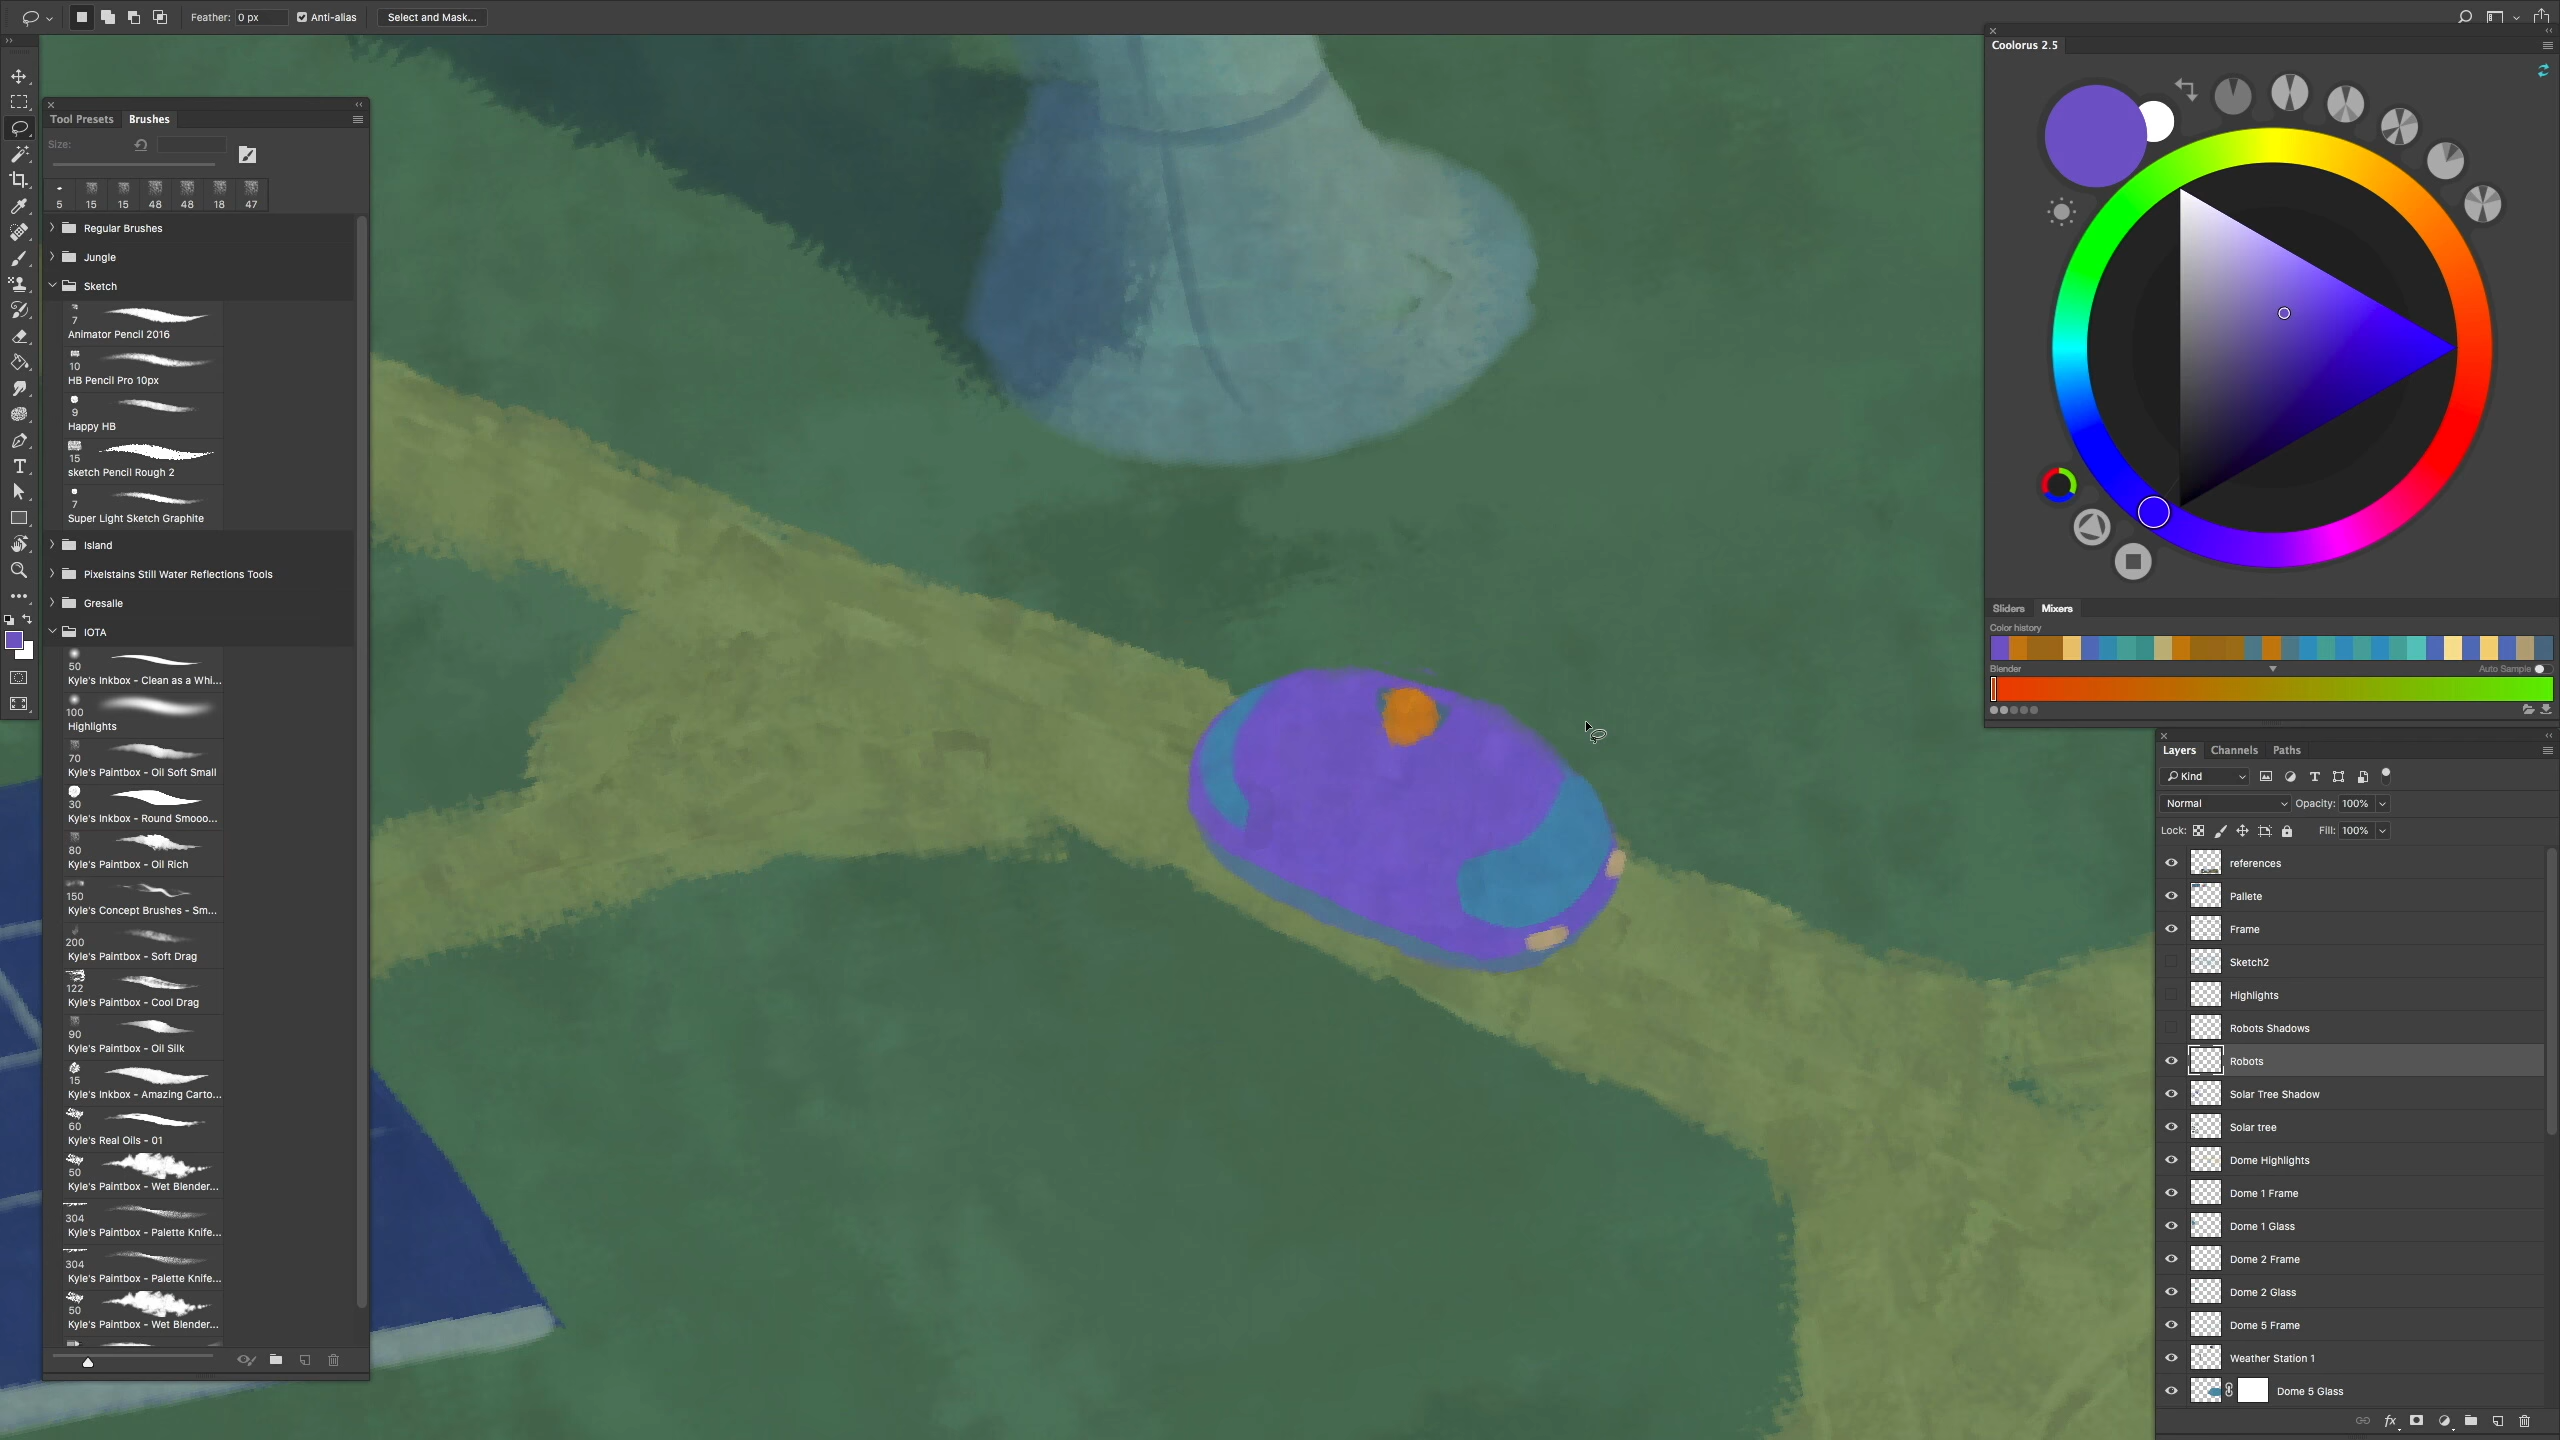 Feather: 0 px
Anti-alias
Select and Mask...
Tool Presets
Brushes
Size:
5
15
15
48
48
18
47
Regular Brushes
Jungle
Sketch
7
Animator Pencil 2016
10
HB Pencil Pro 10px
9
Happy HB
15
sketch Pencil Rough 2
7
Super Light Sketch Graphite
Island
Pixelstains Still Water Reflections Tools
Gresalle
IOTA
50
Kyle's Inkbox - Clean as a Whi...
100
Highlights
70
Kyle's Paintbox - Oil Soft Small
30
Kyle's Inkbox - Round Smooo...
80
Kyle's Paintbox - Oil Rich
150
Kyle's Concept Brushes - Sm...
200
Kyle's Paintbox - Soft Drag
122
Kyle's Paintbox - Cool Drag
90
Kyle's Paintbox - Oil Silk
15
Kyle's Inkbox - Amazing Carto...
60
Kyle's Real Oils - 01
50
Kyle's Paintbox - Wet Blender...
304
Kyle's Paintbox - Palette Knife...
304
Kyle's Paintbox - Palette Knife...
50
Kyle's Paintbox - Wet Blender...
Coolorus 2.5
Sliders
Mixers
Color history
Blender
Auto Sample
Layers
Channels
Paths
Kind
Normal
Opacity: 100%
Lock:
Fill: 100%
references
Pallete
Frame
Sketch2
Highlights
Robots Shadows
Robots
Solar Tree Shadow
Solar tree
Dome Highlights
Dome 1 Frame
Dome 1 Glass
Dome 2 Frame
Dome 2 Glass
Dome 5 Frame
Weather Station 1
Dome 5 Glass
fx